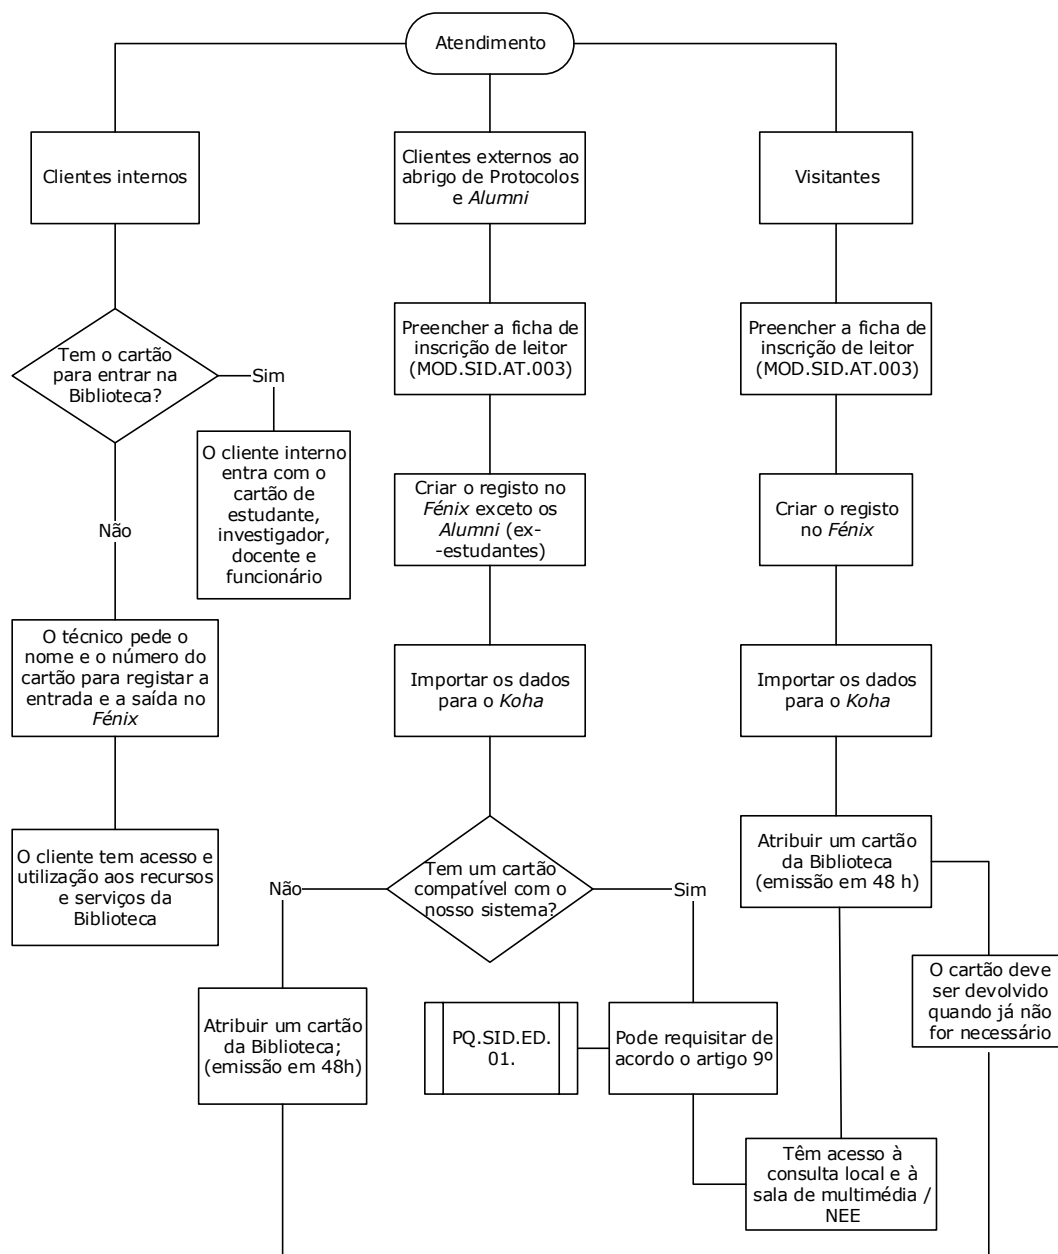 Atendimento
Clientes internos
Clientes externos ao
abrigo de Protocolos
e Alumni
Visitantes
Tem o cartão
para entrar na
Biblioteca?
Sim
Não
O cliente interno
entra com o
cartão de
estudante,
investigador,
docente e
funcionário
O técnico pede o
nome e o número do
cartão para registar a
entrada e a saída no
Fénix
O cliente tem acesso e
utilização aos recursos
e serviços da
Biblioteca
Preencher a ficha de
inscrição de leitor
(MOD.SID.AT.003)
Criar o registo no
Fénix exceto os
Alumni (ex-
-estudantes)
Importar os dados
para o Koha
Tem um cartão
compatível com o
nosso sistema?
Não
Sim
Atribuir um cartão
da Biblioteca;
(emissão em 48h)
PQ.SID.ED.
01.
Pode requisitar de
acordo o artigo 9º
Preencher a ficha de
inscrição de leitor
(MOD.SID.AT.003)
Criar o registo
no Fénix
Importar os dados
para o Koha
Atribuir um cartão
da Biblioteca
(emissão em 48 h)
O cartão deve
ser devolvido
quando já não
for necessário
Têm acesso à
consulta local e à
sala de multimédia /
NEE